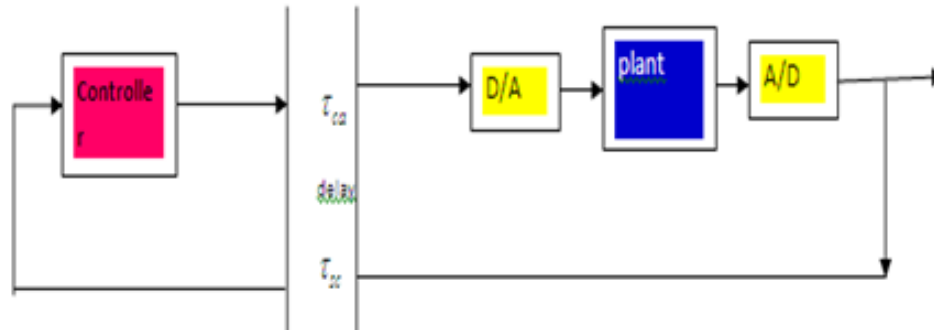 Controlle
r
τca
delay
τsc
D/A
plant
A/D